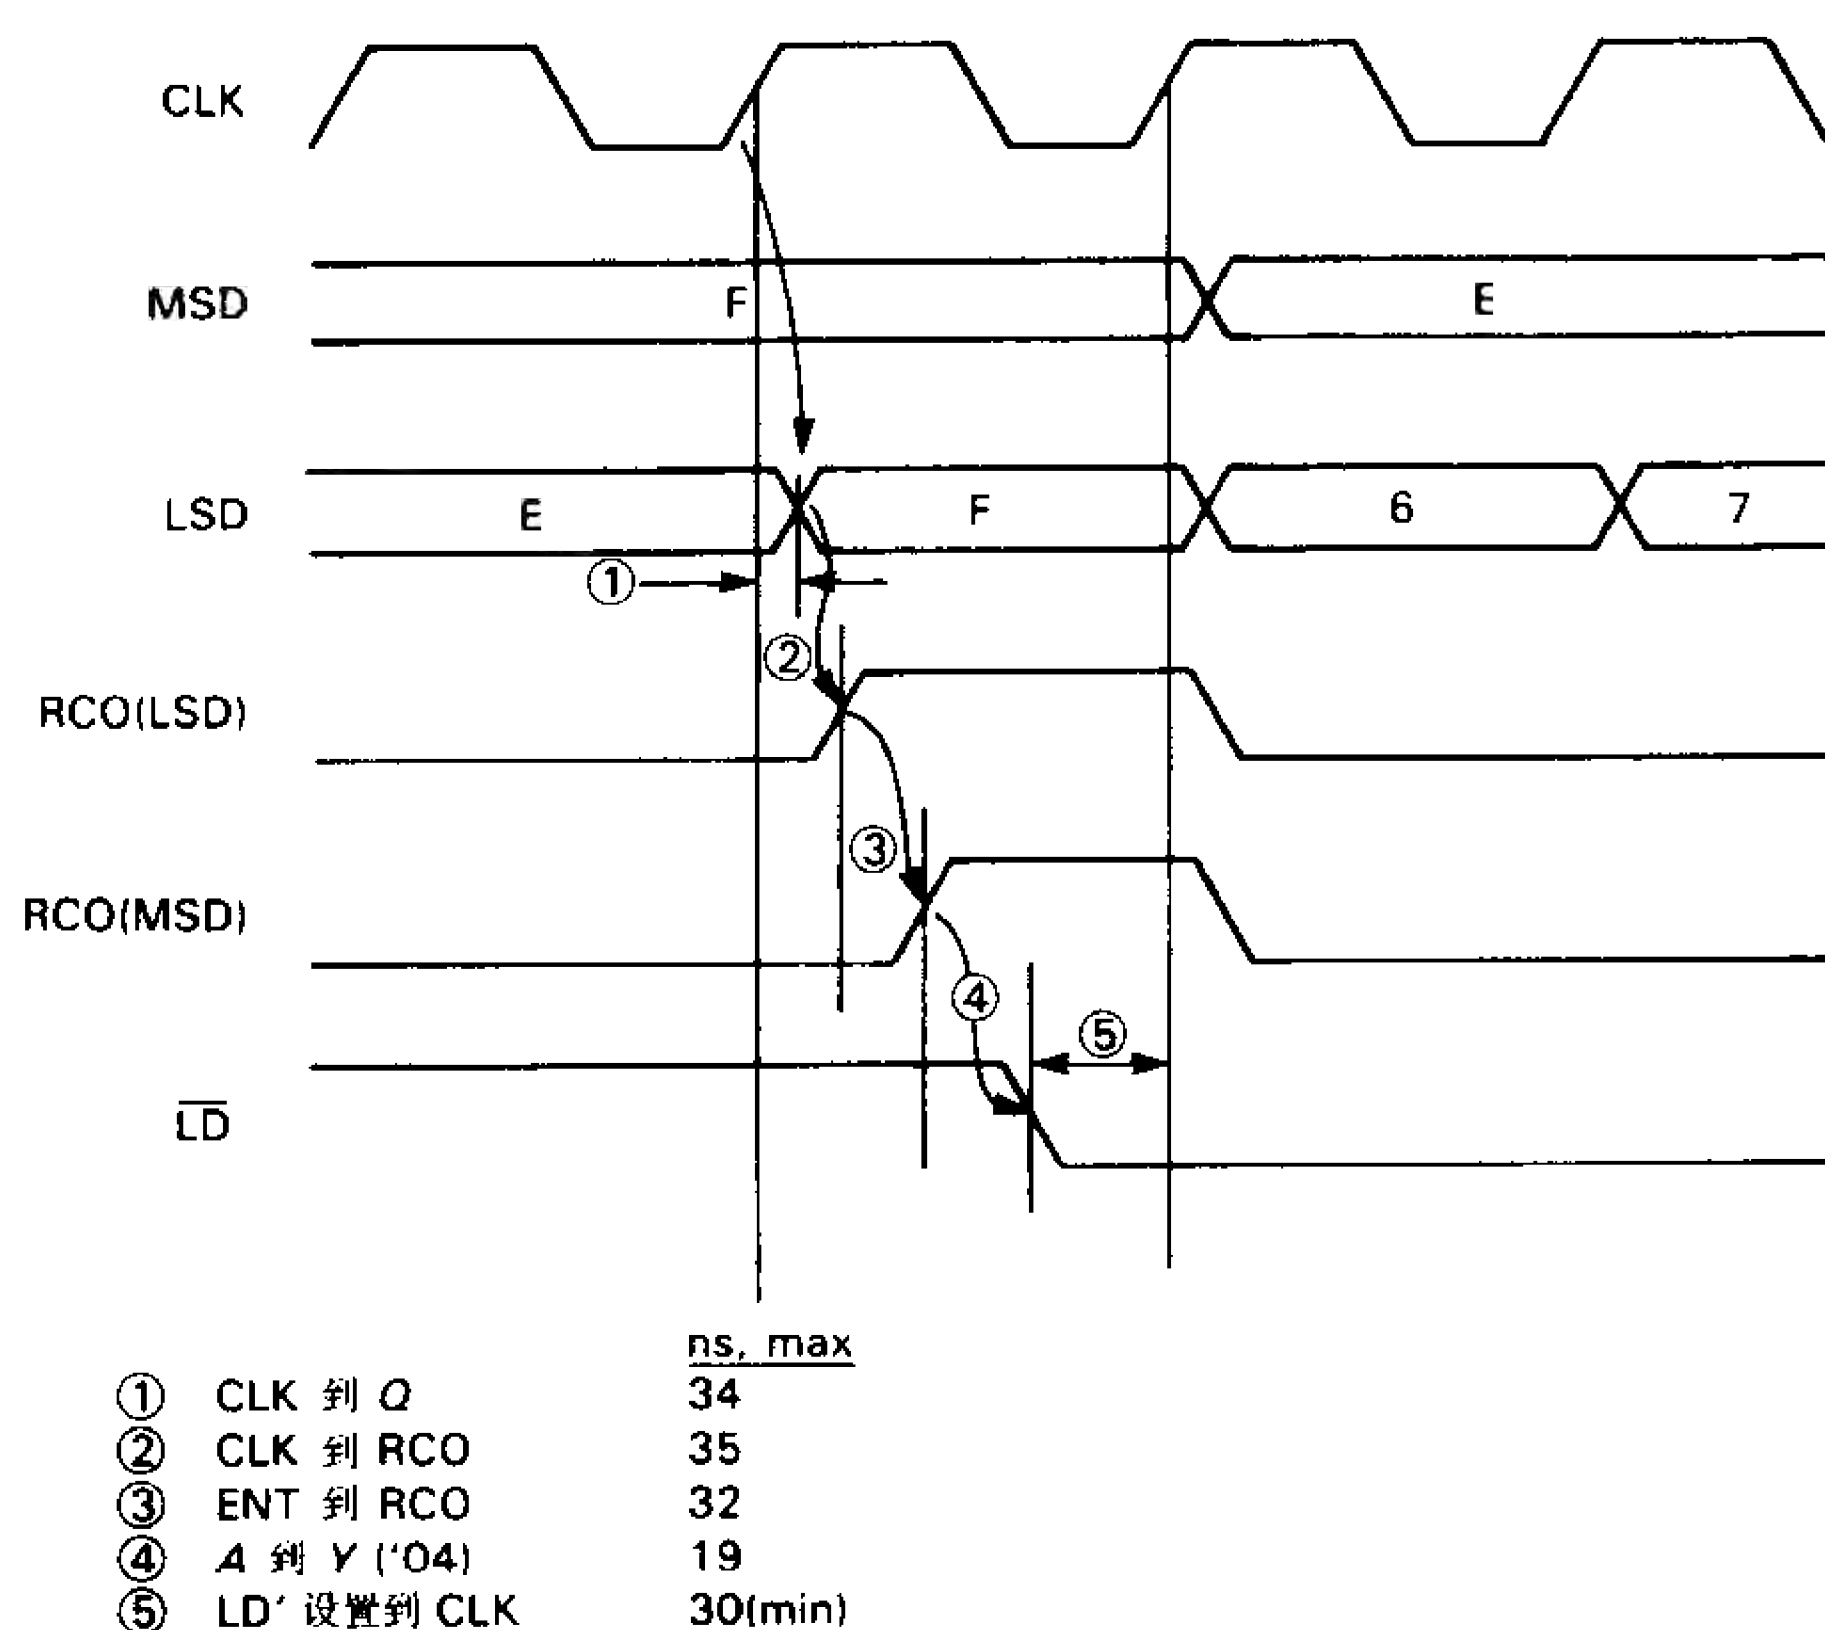 CLK
MSD F E
LSD E F 6 7
①
②
RCO(LSD)
③
RCO(MSD)
④
⑤
L̅D̅
ns, max
① CLK 到 Q 34
② CLK 到 RCO 35
③ ENT 到 RCO 32
④ A 到 Y ('04) 19
⑤ LD′ 设置到 CLK 30(min)